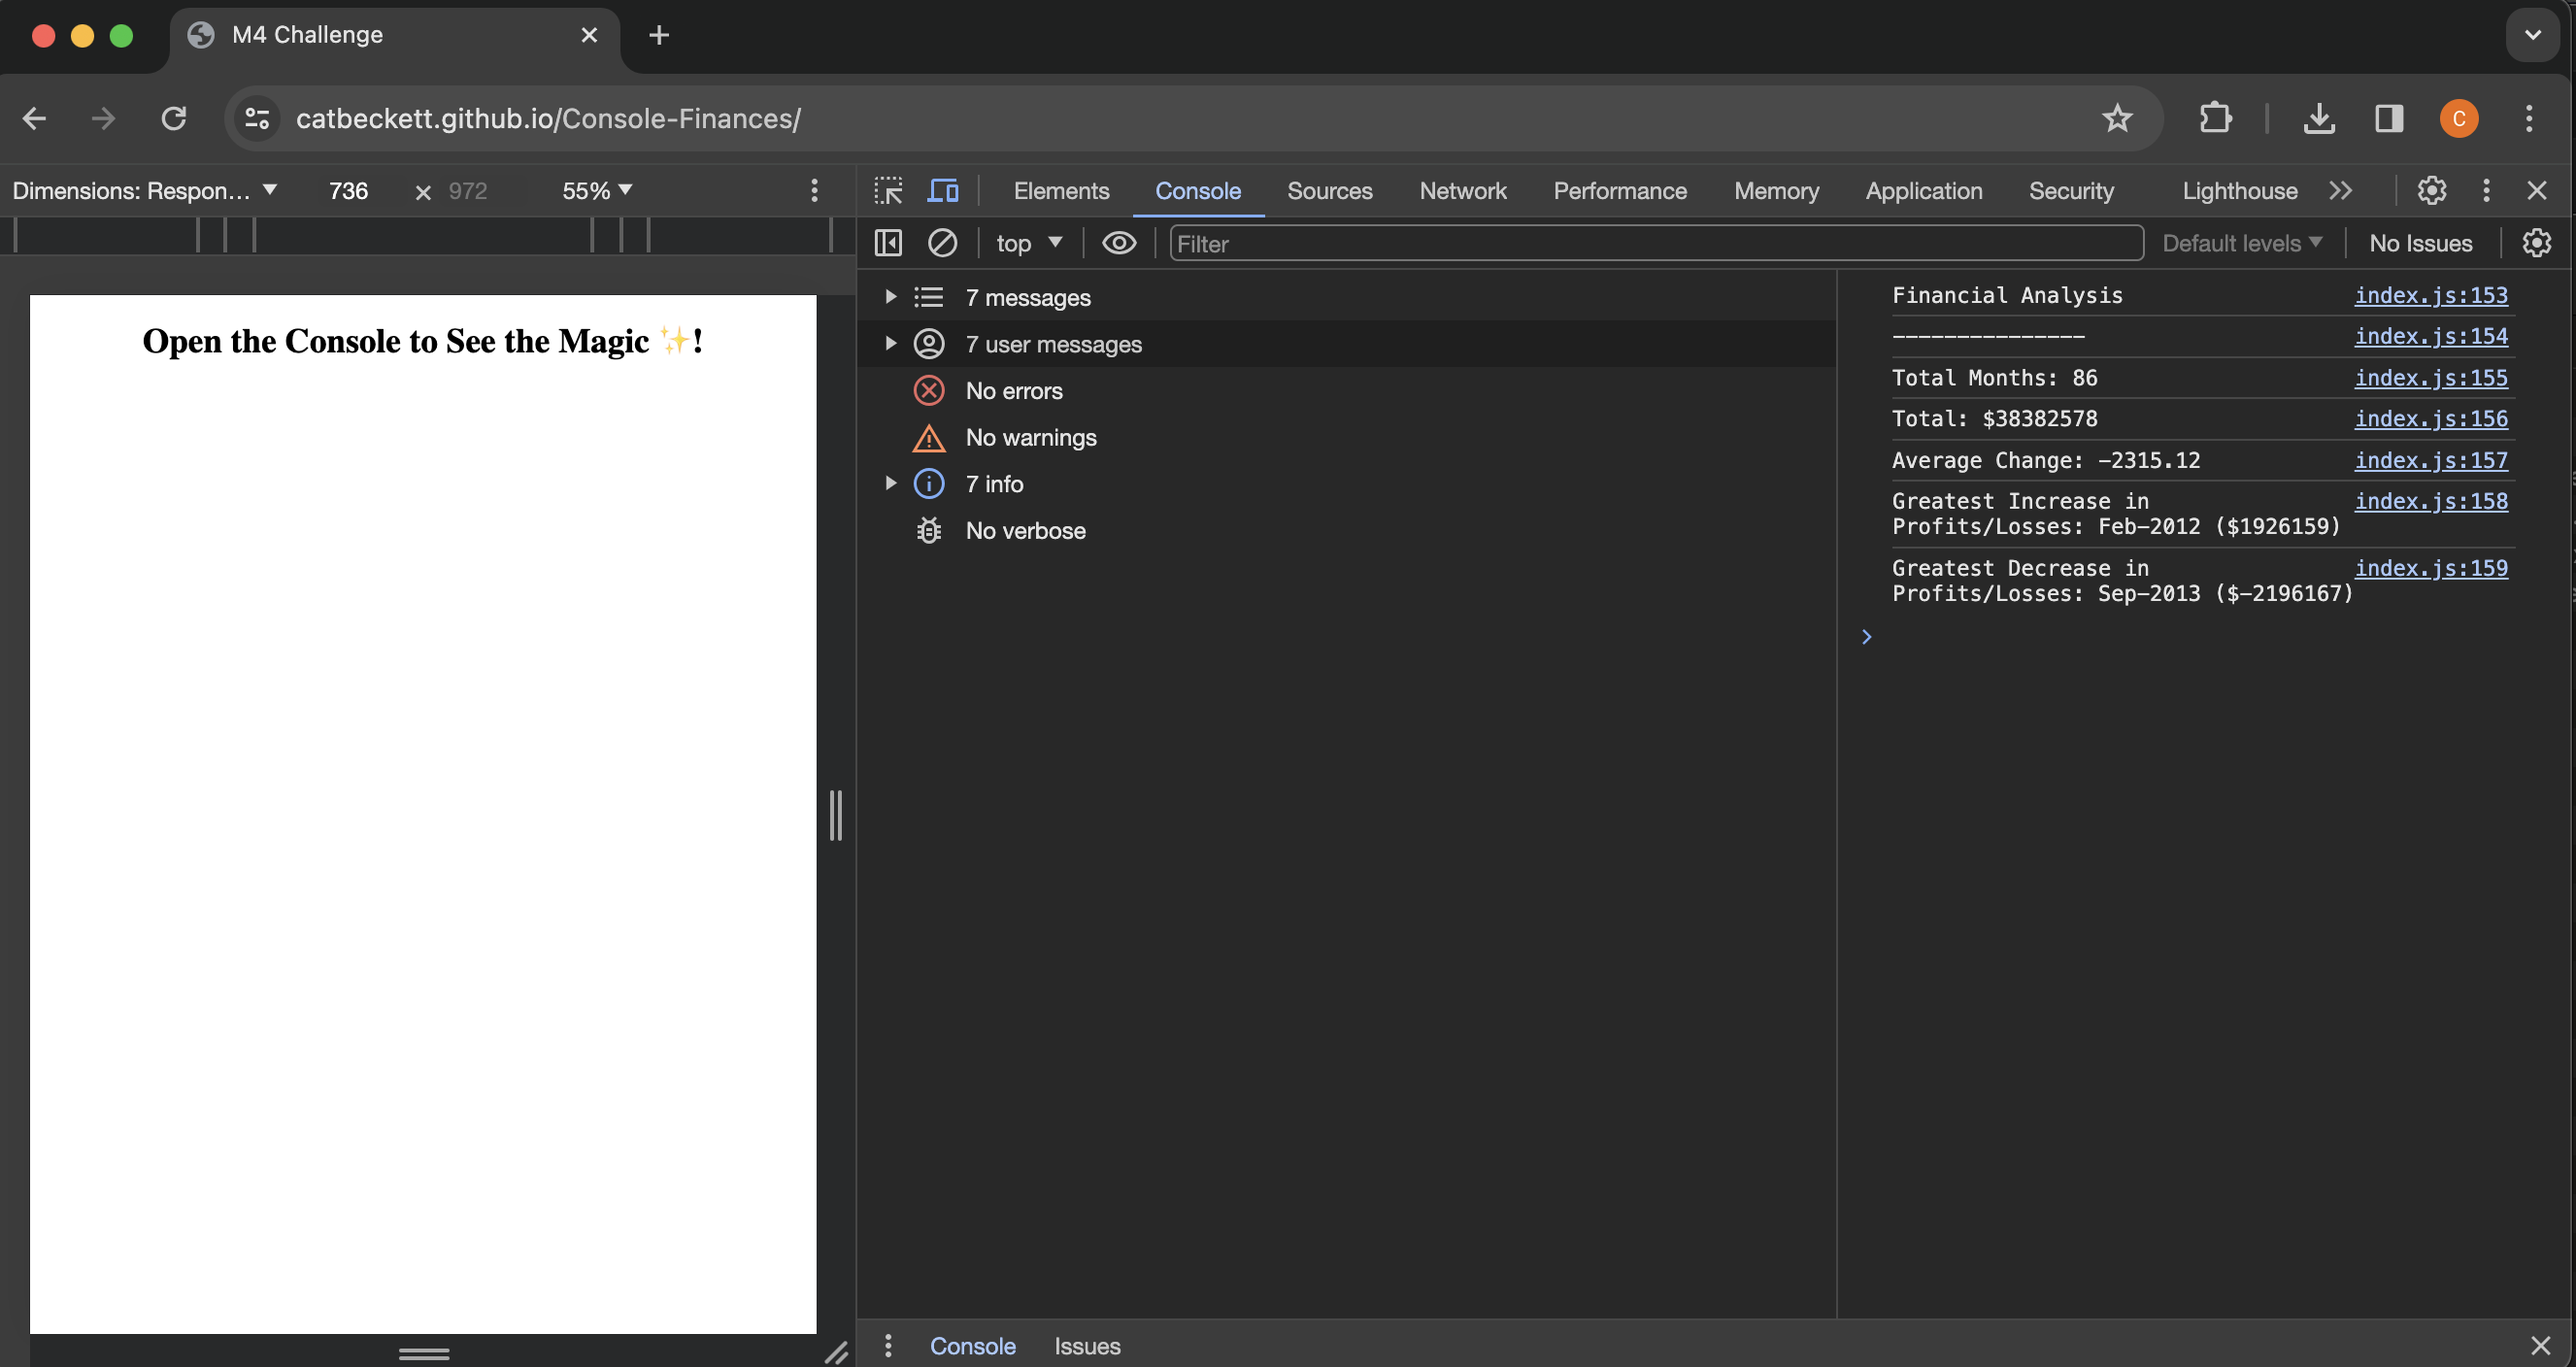 M4 Challenge
catbeckett.github.io/Console-Finances/
Dimensions: Respon... 736 × 972 55%
Elements Console Sources Network Performance Memory Application Security Lighthouse
top Filter Default levels No Issues
Open the Console to See the Magic ✨!
7 messages
7 user messages
No errors
No warnings
7 info
No verbose
Financial Analysis index.js:153
--------------- index.js:154
Total Months: 86 index.js:155
Total: $38382578 index.js:156
Average Change: -2315.12 index.js:157
Greatest Increase in index.js:158
Profits/Losses: Feb-2012 ($1926159)
Greatest Decrease in index.js:159
Profits/Losses: Sep-2013 ($-2196167)
Console Issues
C